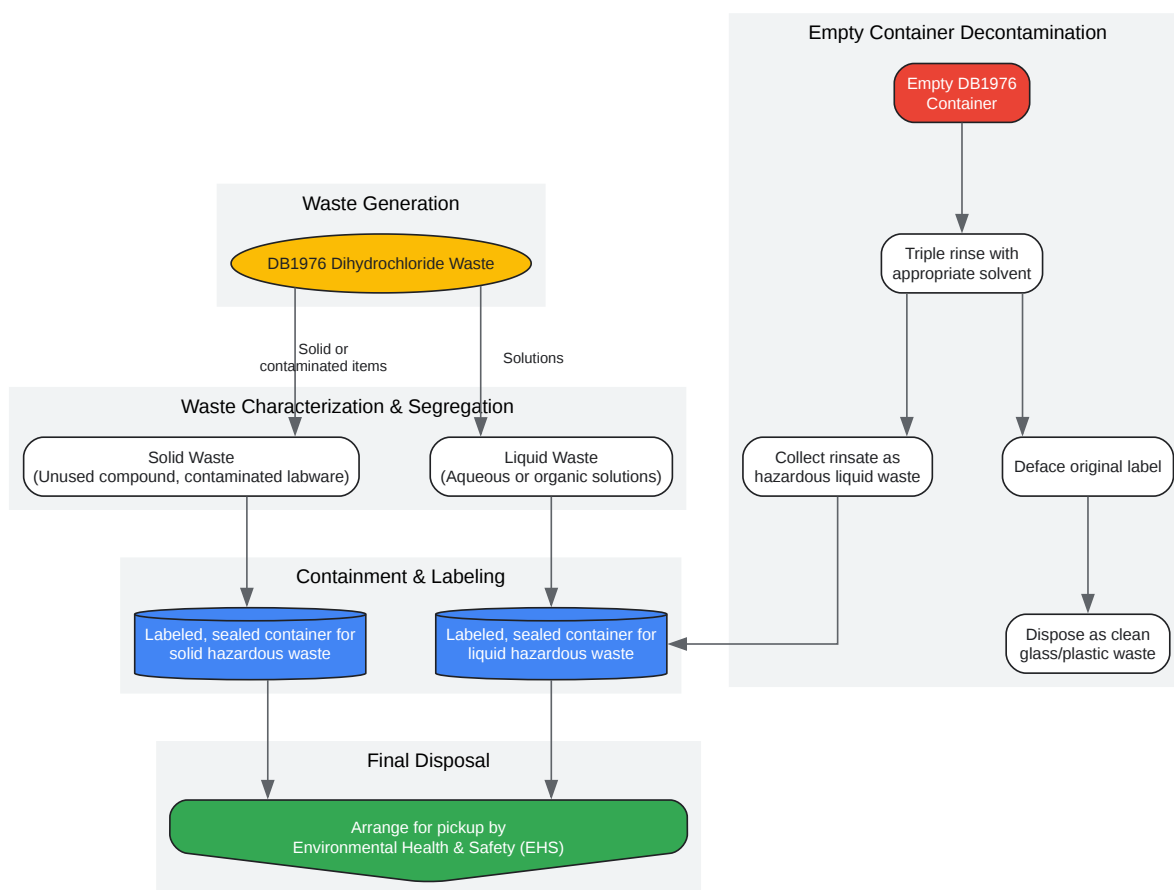 Empty Container Decontamination
Empty DB1976
Container
Triple rinse with
appropriate solvent
Collect rinsate as
hazardous liquid waste
Deface original label
Dispose as clean
glass/plastic waste
Waste Generation
DB1976 Dihydrochloride Waste
Solid or
contaminated items
Solutions
Waste Characterization & Segregation
Solid Waste
(Unused compound, contaminated labware)
Liquid Waste
(Aqueous or organic solutions)
Containment & Labeling
Labeled, sealed container for
solid hazardous waste
Labeled, sealed container for
liquid hazardous waste
Final Disposal
Arrange for pickup by
Environmental Health & Safety (EHS)